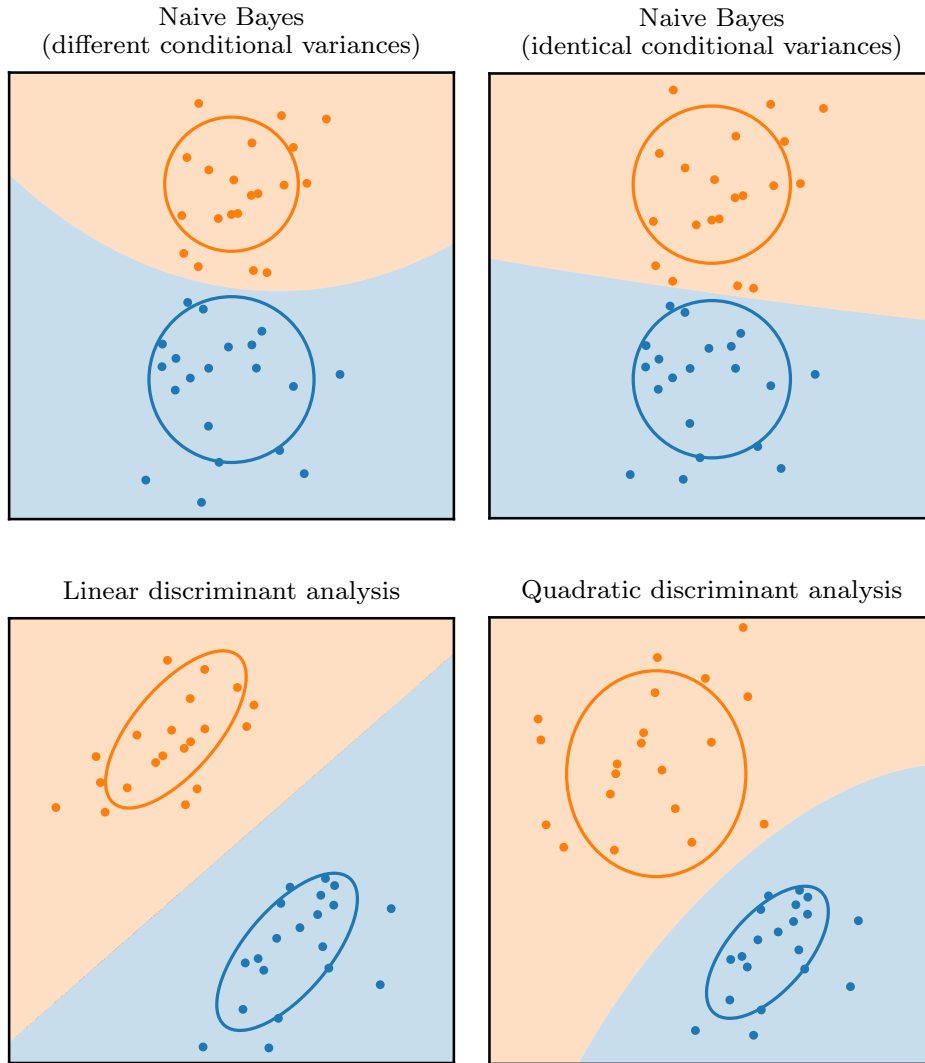 Naive Bayes
(different conditional variances)
Naive Bayes
(identical conditional variances)
Linear discriminant analysis
Quadratic discriminant analysis